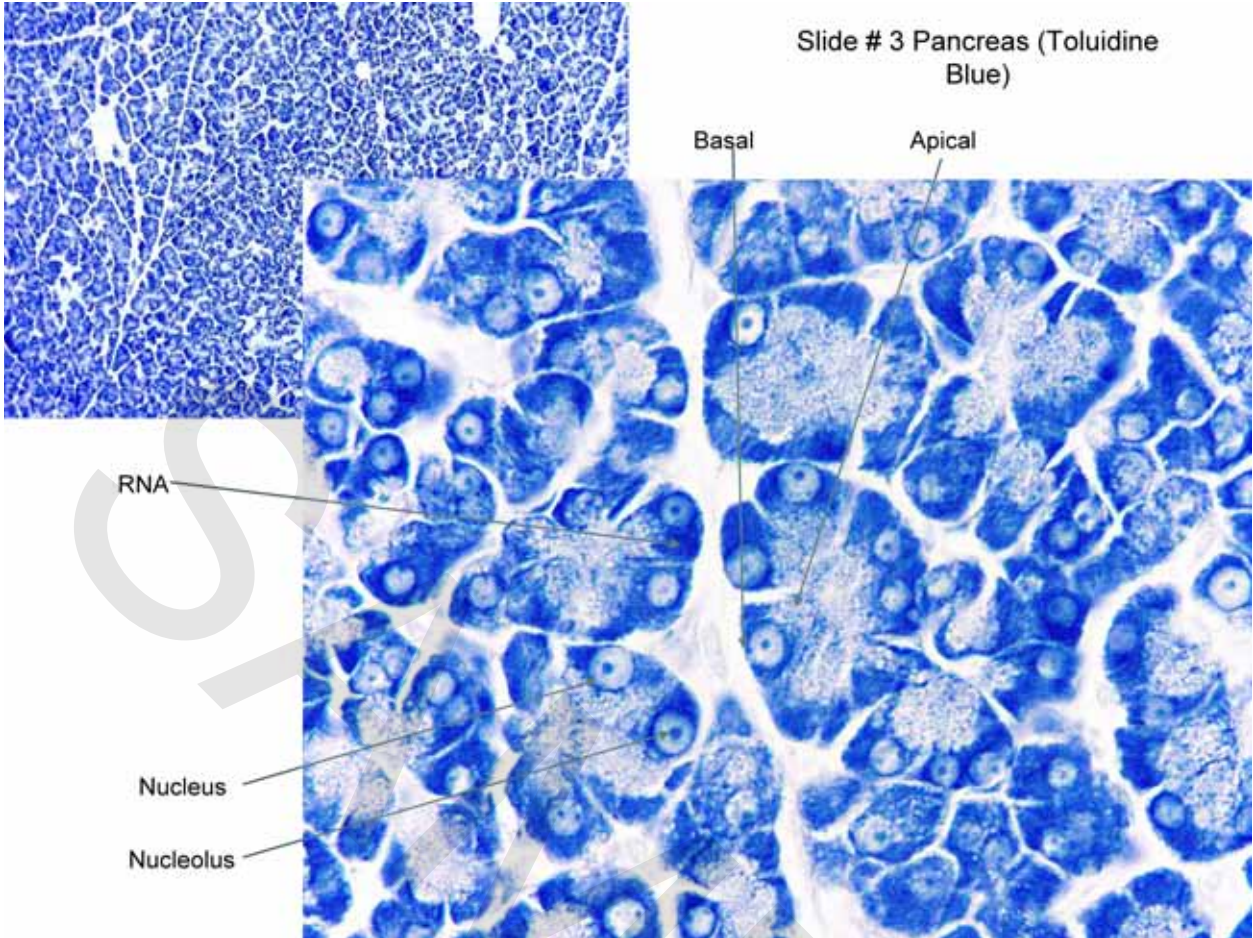 Slide # 3 Pancreas (Toluidine
Blue)
Basal
Apical
RNA
Nucleus
Nucleolus